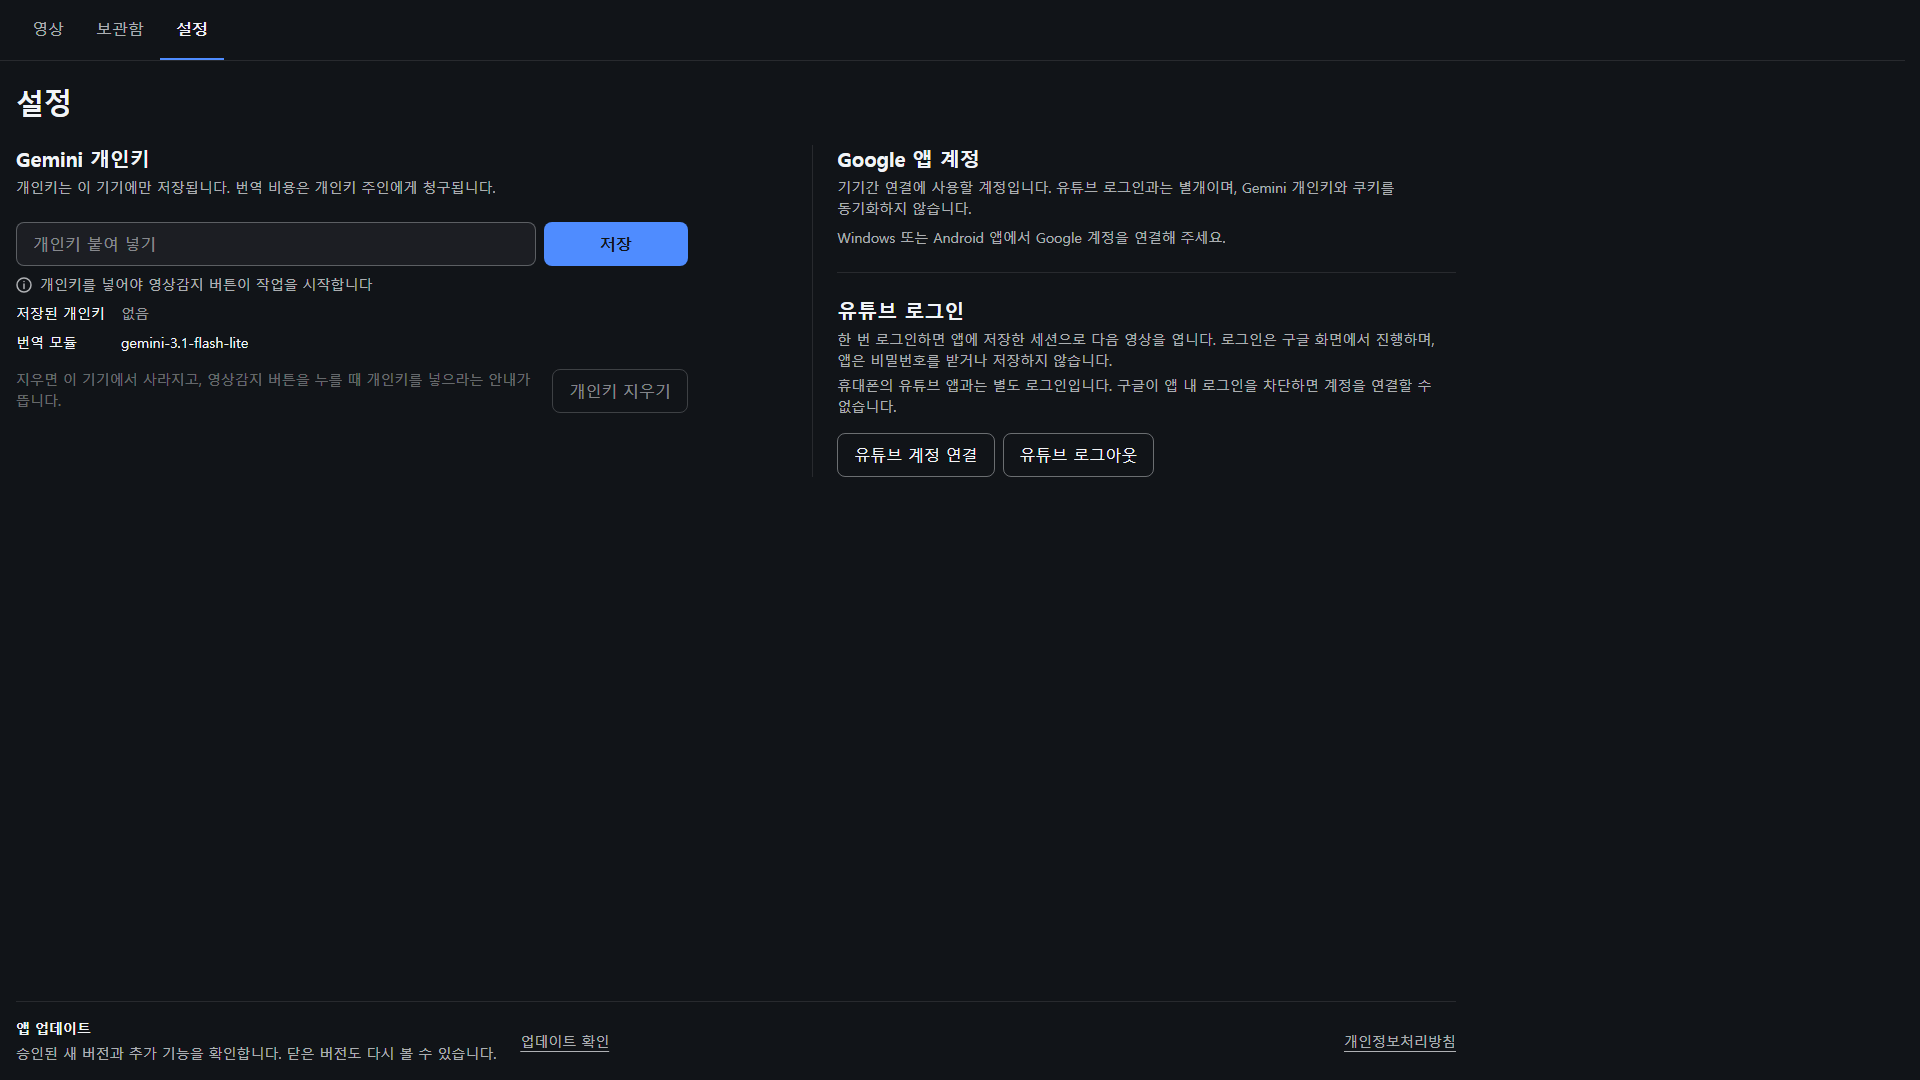 영상
보관함
설정
설정
Gemini 개인키
개인키는 이 기기에만 저장됩니다. 번역 비용은 개인키 주인에게 청구됩니다.
개인키 붙여 넣기
저장
개인키를 넣어야 영상감지 버튼이 작업을 시작합니다
저장된 개인키 없음
번역 모듈 gemini-3.1-flash-lite
지우면 이 기기에서 사라지고, 영상감지 버튼을 누를 때 개인키를 넣으라는 안내가
뜹니다.
개인키 지우기
Google 앱 계정
기기간 연결에 사용할 계정입니다. 유튜브 로그인과는 별개이며, Gemini 개인키와 쿠키를
동기화하지 않습니다.
Windows 또는 Android 앱에서 Google 계정을 연결해 주세요.
유튜브 로그인
한 번 로그인하면 앱에 저장한 세션으로 다음 영상을 엽니다. 로그인은 구글 화면에서 진행하며,
앱은 비밀번호를 받거나 저장하지 않습니다.
휴대폰의 유튜브 앱과는 별도 로그인입니다. 구글이 앱 내 로그인을 차단하면 계정을 연결할 수
없습니다.
유튜브 계정 연결
유튜브 로그아웃
앱 업데이트
승인된 새 버전과 추가 기능을 확인합니다. 닫은 버전도 다시 볼 수 있습니다.
업데이트 확인
개인정보처리방침